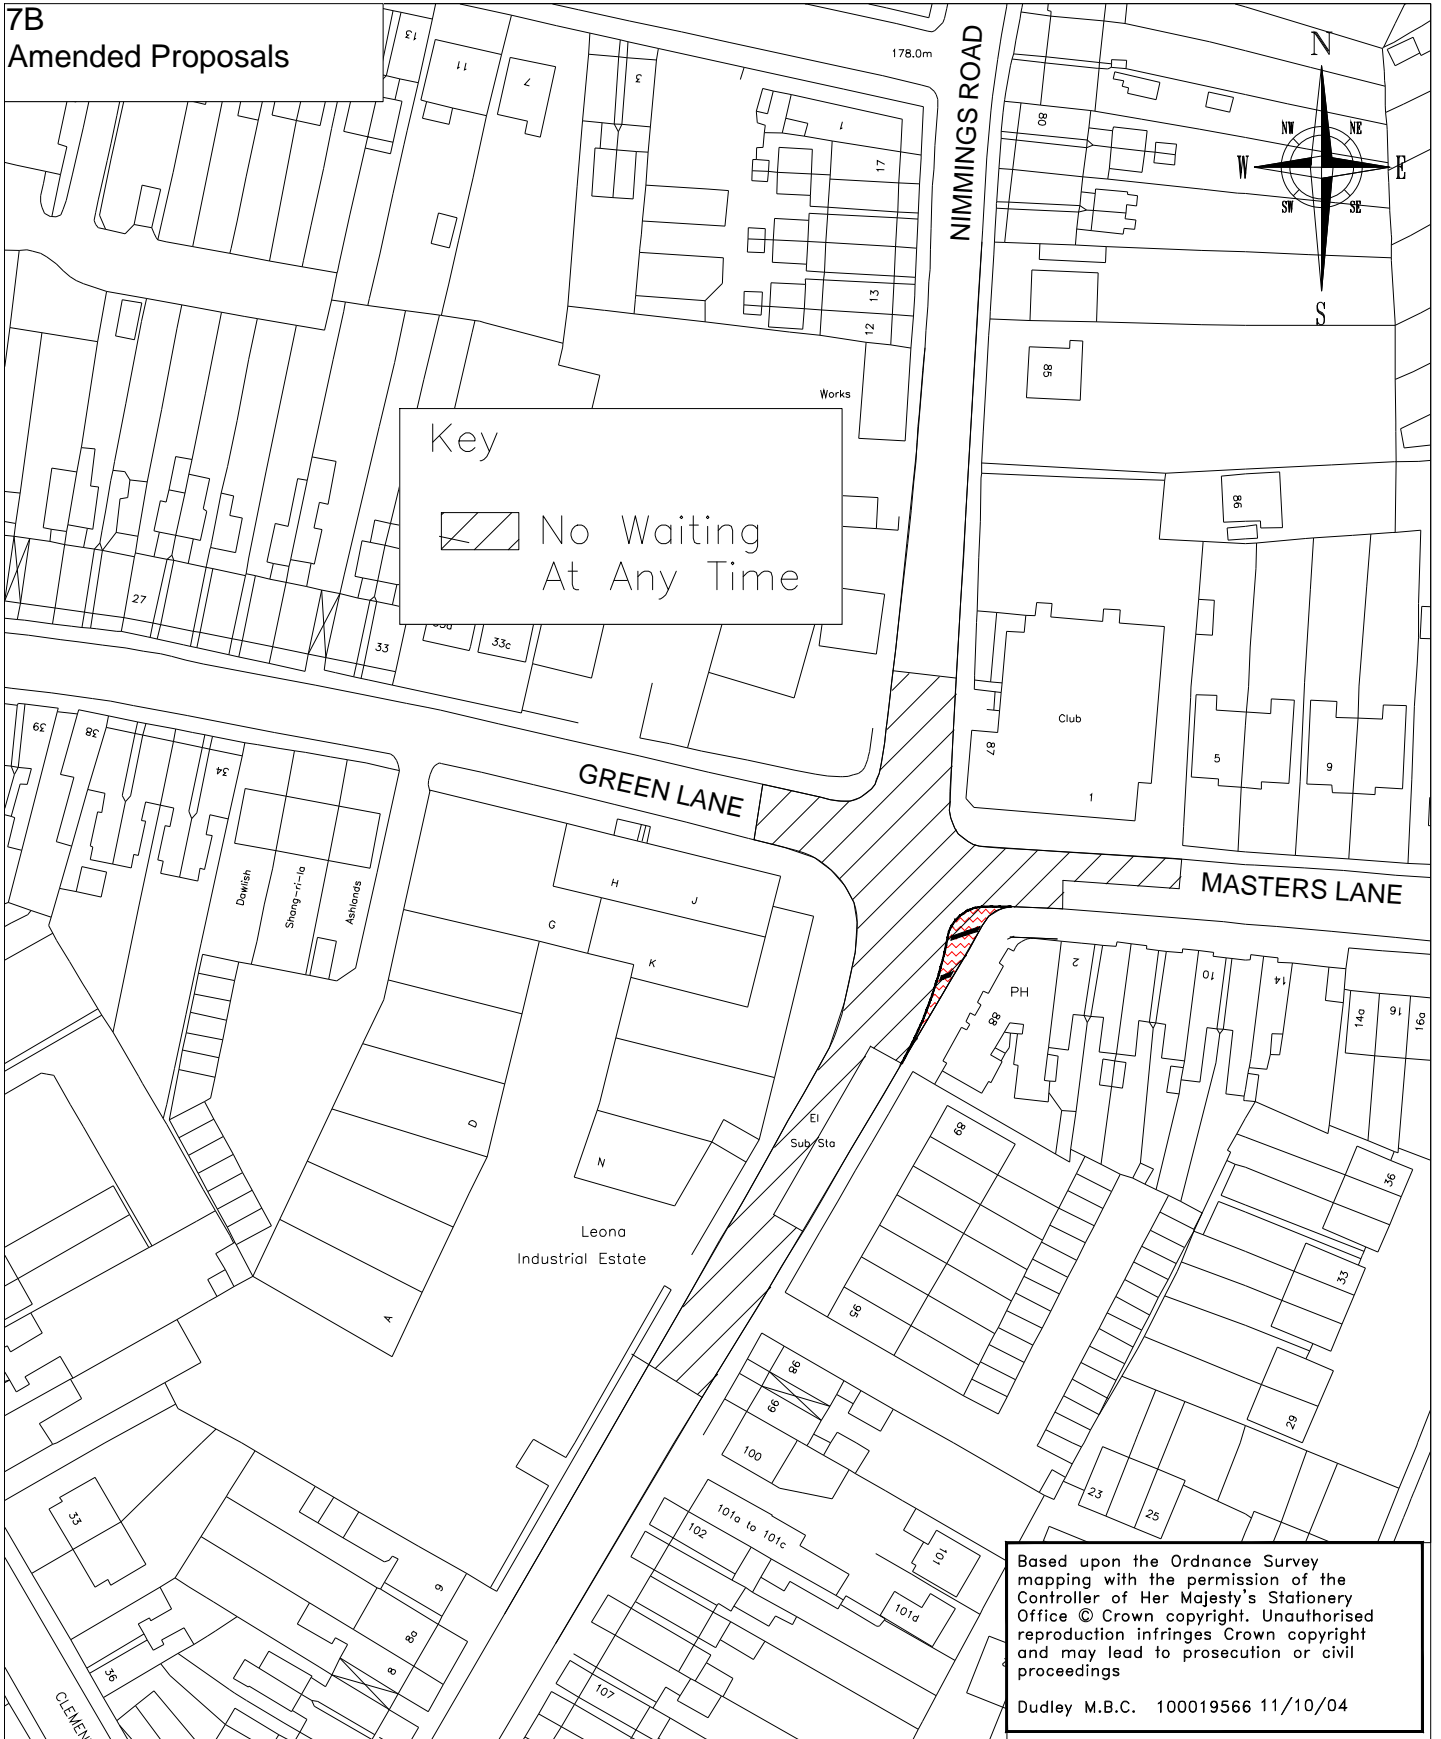 7B
Amended Proposals
13
11
7
3
178.0m
NIMMINGS ROAD
N
NW
NE
W
E
SW
SE
S
80
1
17
13
12
85
Works
Key
No Waiting
At Any Time
86
27
33
33c
Club
87
1
5
9
39
38
34
GREEN LANE
MASTERS LANE
Dawlish
Shang-ri-la
Ashlands
H
J
G
K
PH
88
2
10
14
14a
16
16a
D
El
Sub Sta
89
N
36
Leona
Industrial Estate
33
A
95
98
99
29
100
23
25
33
101a to 101c
102
101
101d
9
8a
8
36
107
CLEMEN
Based upon the Ordnance Survey
mapping with the permission of the
Controller of Her Majesty's Stationery
Office © Crown copyright. Unauthorised
reproduction infringes Crown copyright
and may lead to prosecution or civil
proceedings
Dudley M.B.C. 100019566 11/10/04